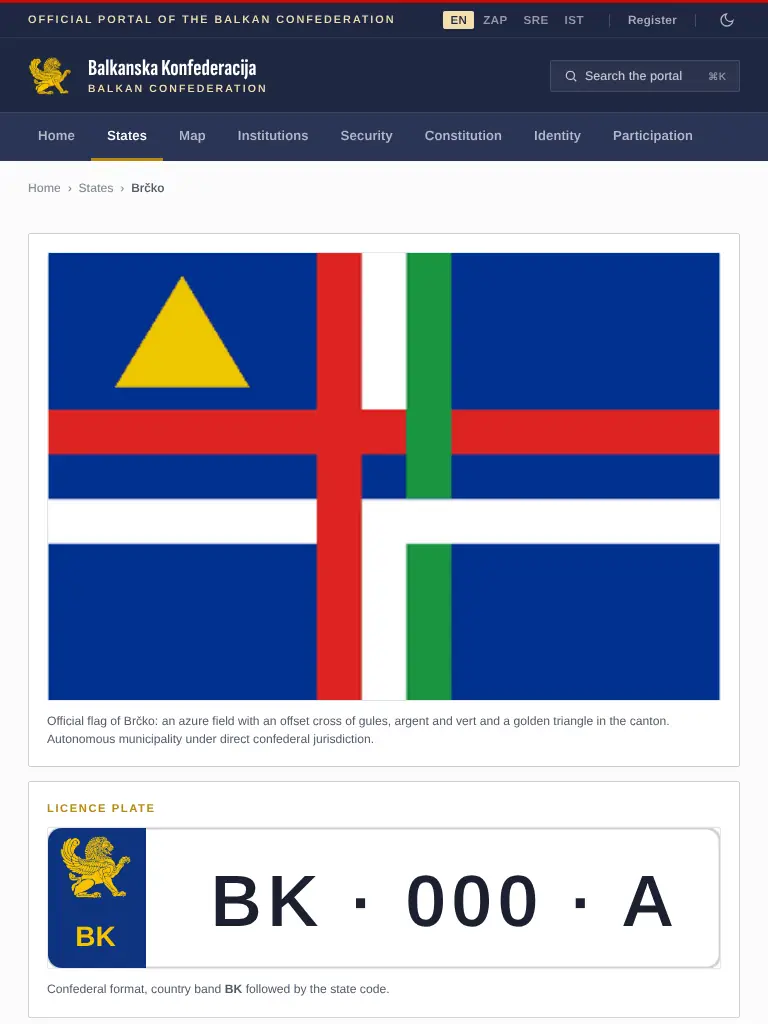 OFFICIAL PORTAL OF THE BALKAN CONFEDERATION
EN ZAP SRE IST Register
Balkanska Konfederacija
BALKAN CONFEDERATION
Search the portal ⌘K
Home States Map Institutions Security Constitution Identity Participation
Home › States › Brčko
Official flag of Brčko: an azure field with an offset cross of gules, argent and vert and a golden triangle in the canton.
Autonomous municipality under direct confederal jurisdiction.
LICENCE PLATE
BK
BK · 000 · A
Confederal format, country band BK followed by the state code.